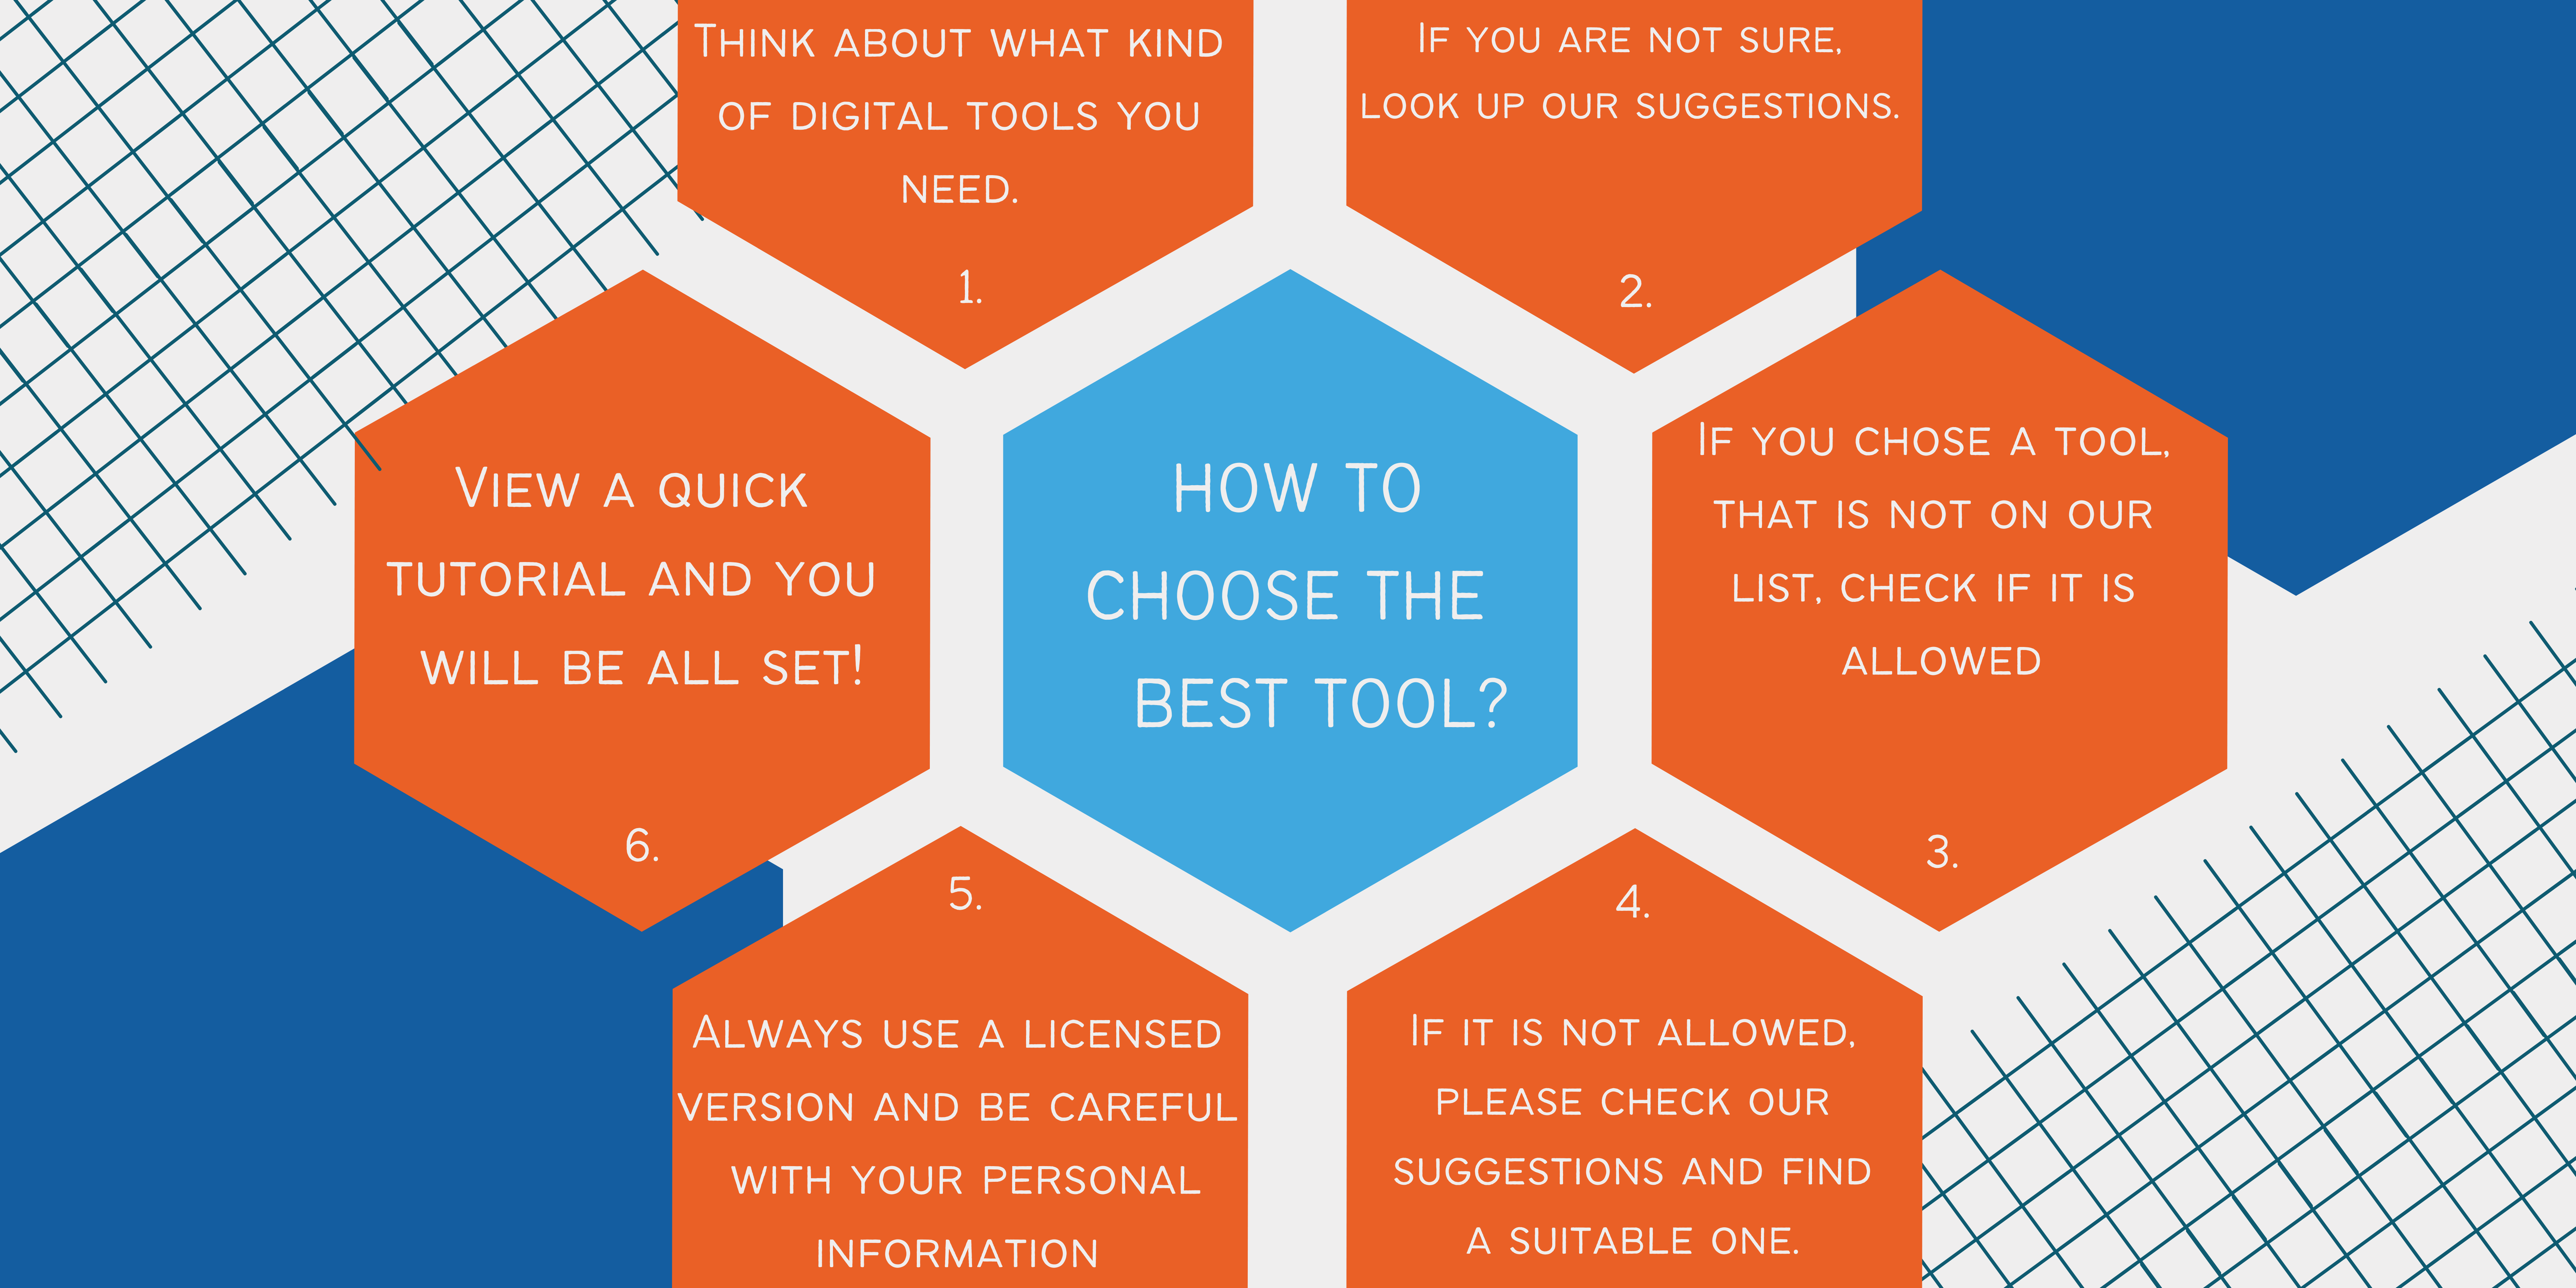 Think about what kind
of digital tools you
need.
1.
If you are not sure,
look up our suggestions.
2.
HOW TO
CHOOSE THE
BEST TOOL?
If you chose a tool,
that is not on our
list, check if it is
allowed
3.
4.
If it is not allowed,
please check our
suggestions and find
a suitable one.
5.
Always use a licensed
version and be careful
with your personal
information
View a quick
tutorial and you
will be all set!
6.